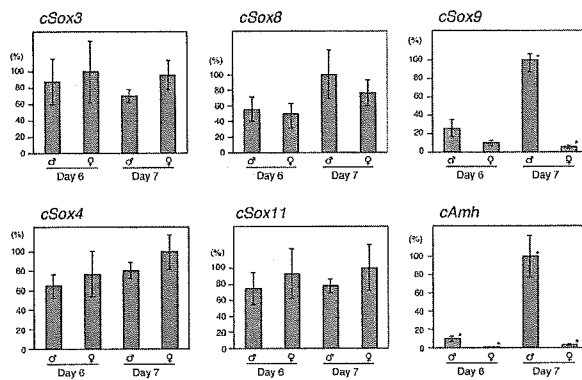 cSox3
(%)
100
80
60
40
20
0
♂ ♀ ♂ ♀
Day 6 Day 7
cSox8
(%)
100
80
60
40
20
0
♂ ♀ ♂ ♀
Day 6 Day 7
cSox9
(%)
100
80
60
40
20
0
* *
♂ ♀ ♂ ♀
Day 6 Day 7
cSox4
(%)
100
80
60
40
20
0
♂ ♀ ♂ ♀
Day 6 Day 7
cSox11
(%)
100
80
60
40
20
0
♂ ♀ ♂ ♀
Day 6 Day 7
cAmh
(%)
100
80
60
40
20
0
* * * *
♂ ♀ ♂ ♀
Day 6 Day 7